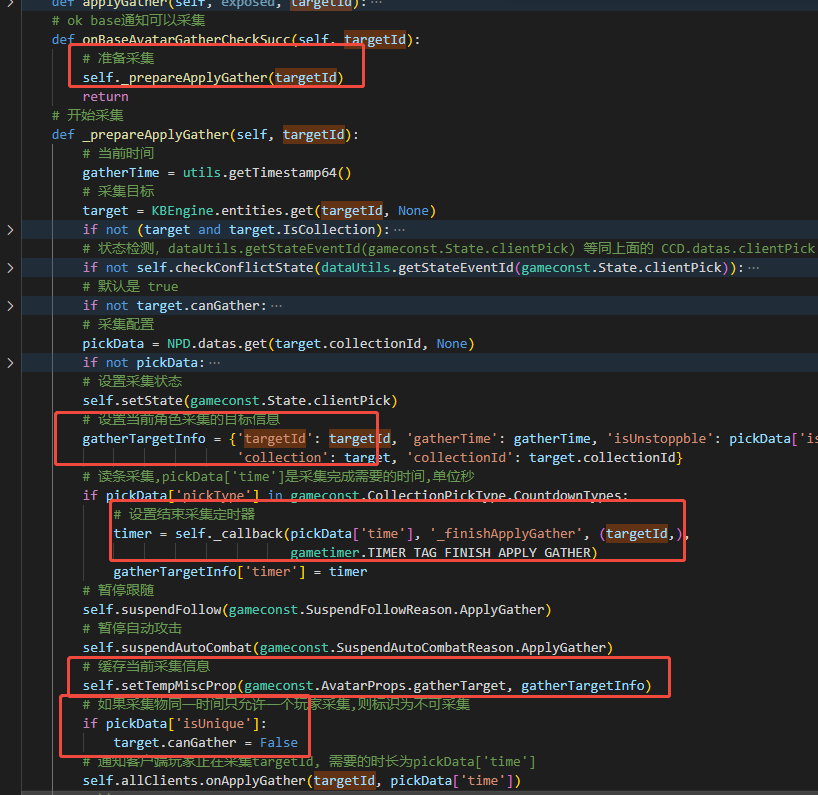 def applyGather(self, exposed, targetId): ···
# ok base通知可以采集
def onBaseAvatarGatherCheckSucc(self, targetId):
# 准备采集
self._prepareApplyGather(targetId)
return
# 开始采集
def _prepareApplyGather(self, targetId):
# 当前时间
gatherTime = utils.getTimestamp64()
# 采集目标
target = KBEngine.entities.get(targetId, None)
if not (target and target.IsCollection): ···
# 状态检测, dataUtils.getStateEventId(gameconst.State.clientPick) 等同上面的 CCD.datas.clientPick
if not self.checkConflictState(dataUtils.getStateEventId(gameconst.State.clientPick)): ···
# 默认是 true
if not target.canGather: ···
# 采集配置
pickData = NPD.datas.get(target.collectionId, None)
if not pickData: ···
# 设置采集状态
self.setState(gameconst.State.clientPick)
# 设置当前角色采集的目标信息
gatherTargetInfo = {'targetId': targetId, 'gatherTime': gatherTime, 'isUnstoppble': pickData['is
'collection': target, 'collectionId': target.collectionId}
# 读条采集,pickData['time']是采集完成需要的时间,单位秒
if pickData['pickType'] in gameconst.CollectionPickType.CountdownTypes:
# 设置结束采集定时器
timer = self._callback(pickData['time'], '_finishApplyGather', (targetId,),
gametimer.TIMER_TAG_FINISH_APPLY_GATHER)
gatherTargetInfo['timer'] = timer
# 暂停跟随
self.suspendFollow(gameconst.SuspendFollowReason.ApplyGather)
# 暂停自动攻击
self.suspendAutoCombat(gameconst.SuspendAutoCombatReason.ApplyGather)
# 缓存当前采集信息
self.setTempMiscProp(gameconst.AvatarProps.gatherTarget, gatherTargetInfo)
# 如果采集物同一时间只允许一个玩家采集,则标识为不可采集
if pickData['isUnique']:
target.canGather = False
# 通知客户端玩家正在采集targetId, 需要的时长为pickData['time']
self.allClients.onApplyGather(targetId, pickData['time'])